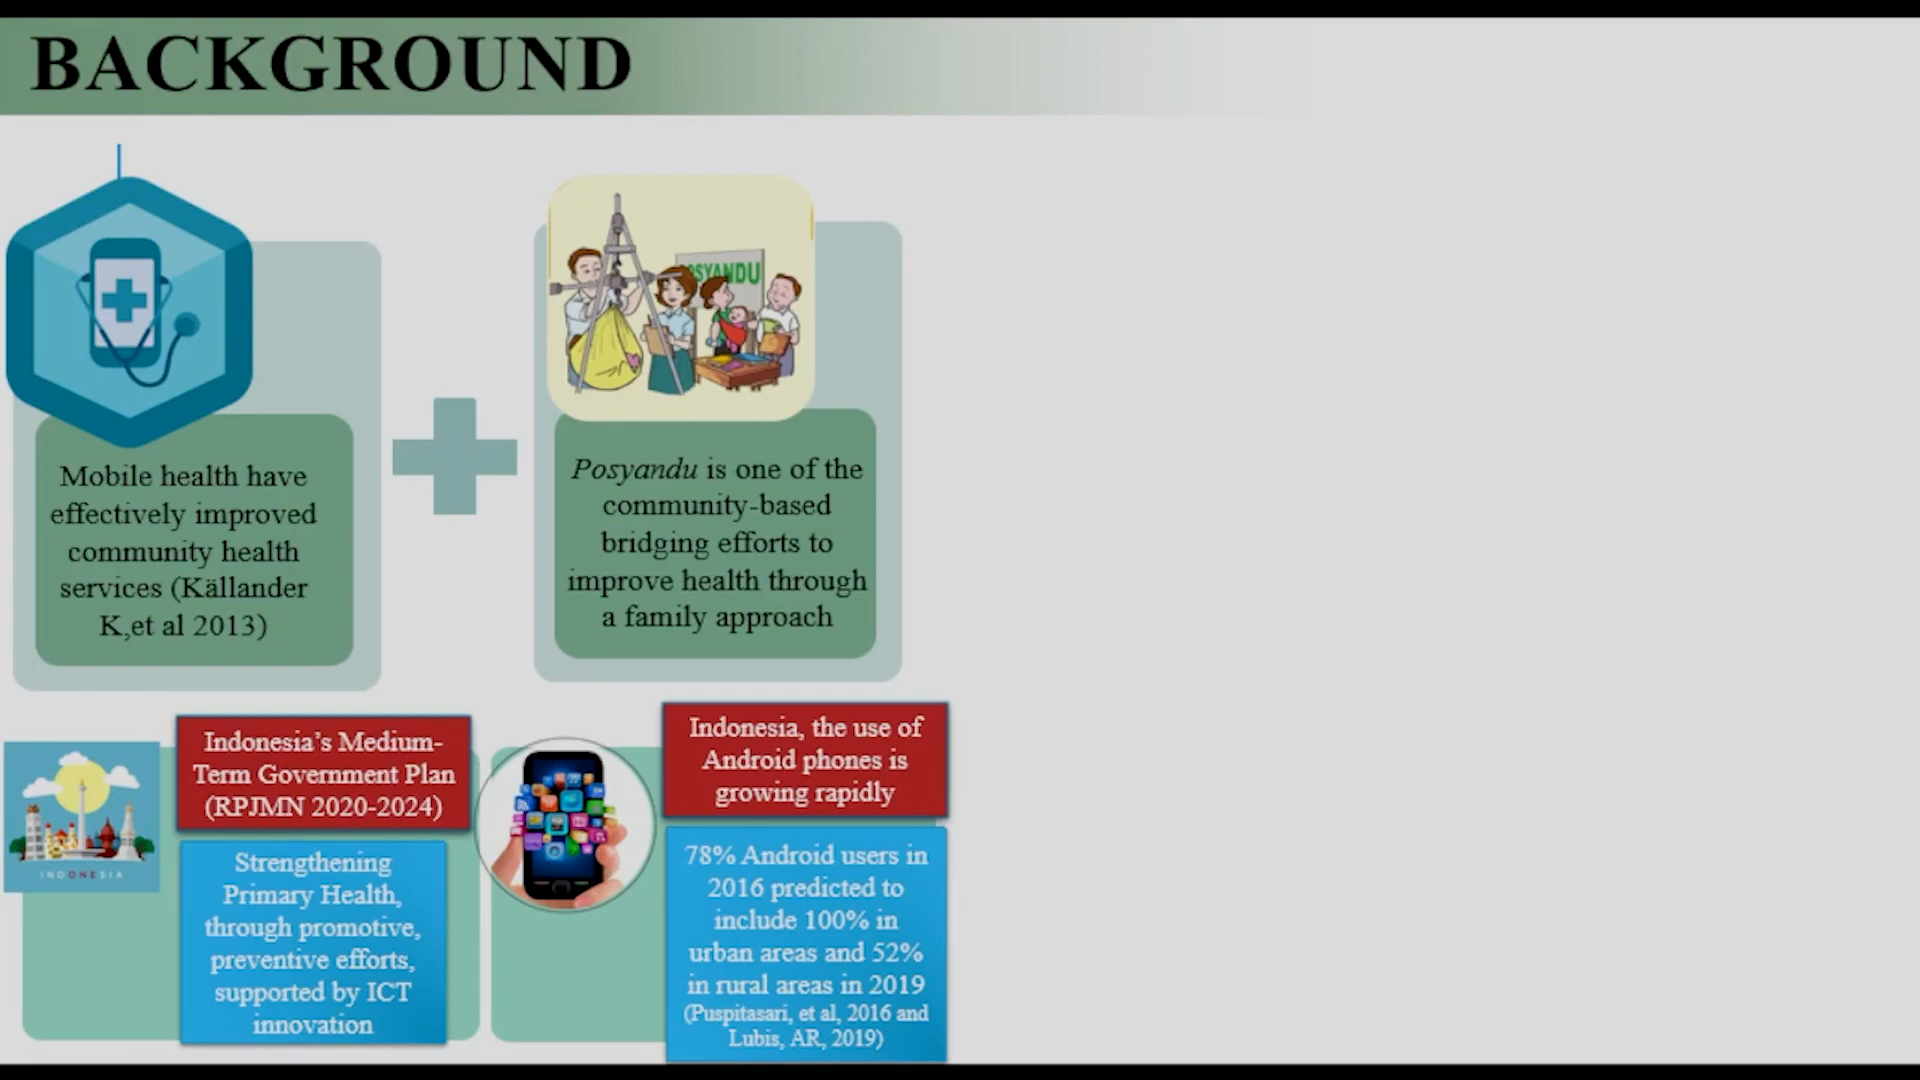 BACKGROUND
POSYANDU
Mobile health have
effectively improved
community health
services (Källander
K,et al 2013)
Posyandu is one of the
community-based
bridging efforts to
improve health through
a family approach
Indonesia’s Medium-
Term Government Plan
(RPJMN 2020-2024)
Strengthening
Primary Health,
through promotive,
preventive efforts,
supported by ICT
innovation
INDONESIA
Indonesia, the use of
Android phones is
growing rapidly
78% Android users in
2016 predicted to
include 100% in
urban areas and 52%
in rural areas in 2019
(Puspitasari, et al, 2016 and
Lubis, AR, 2019)